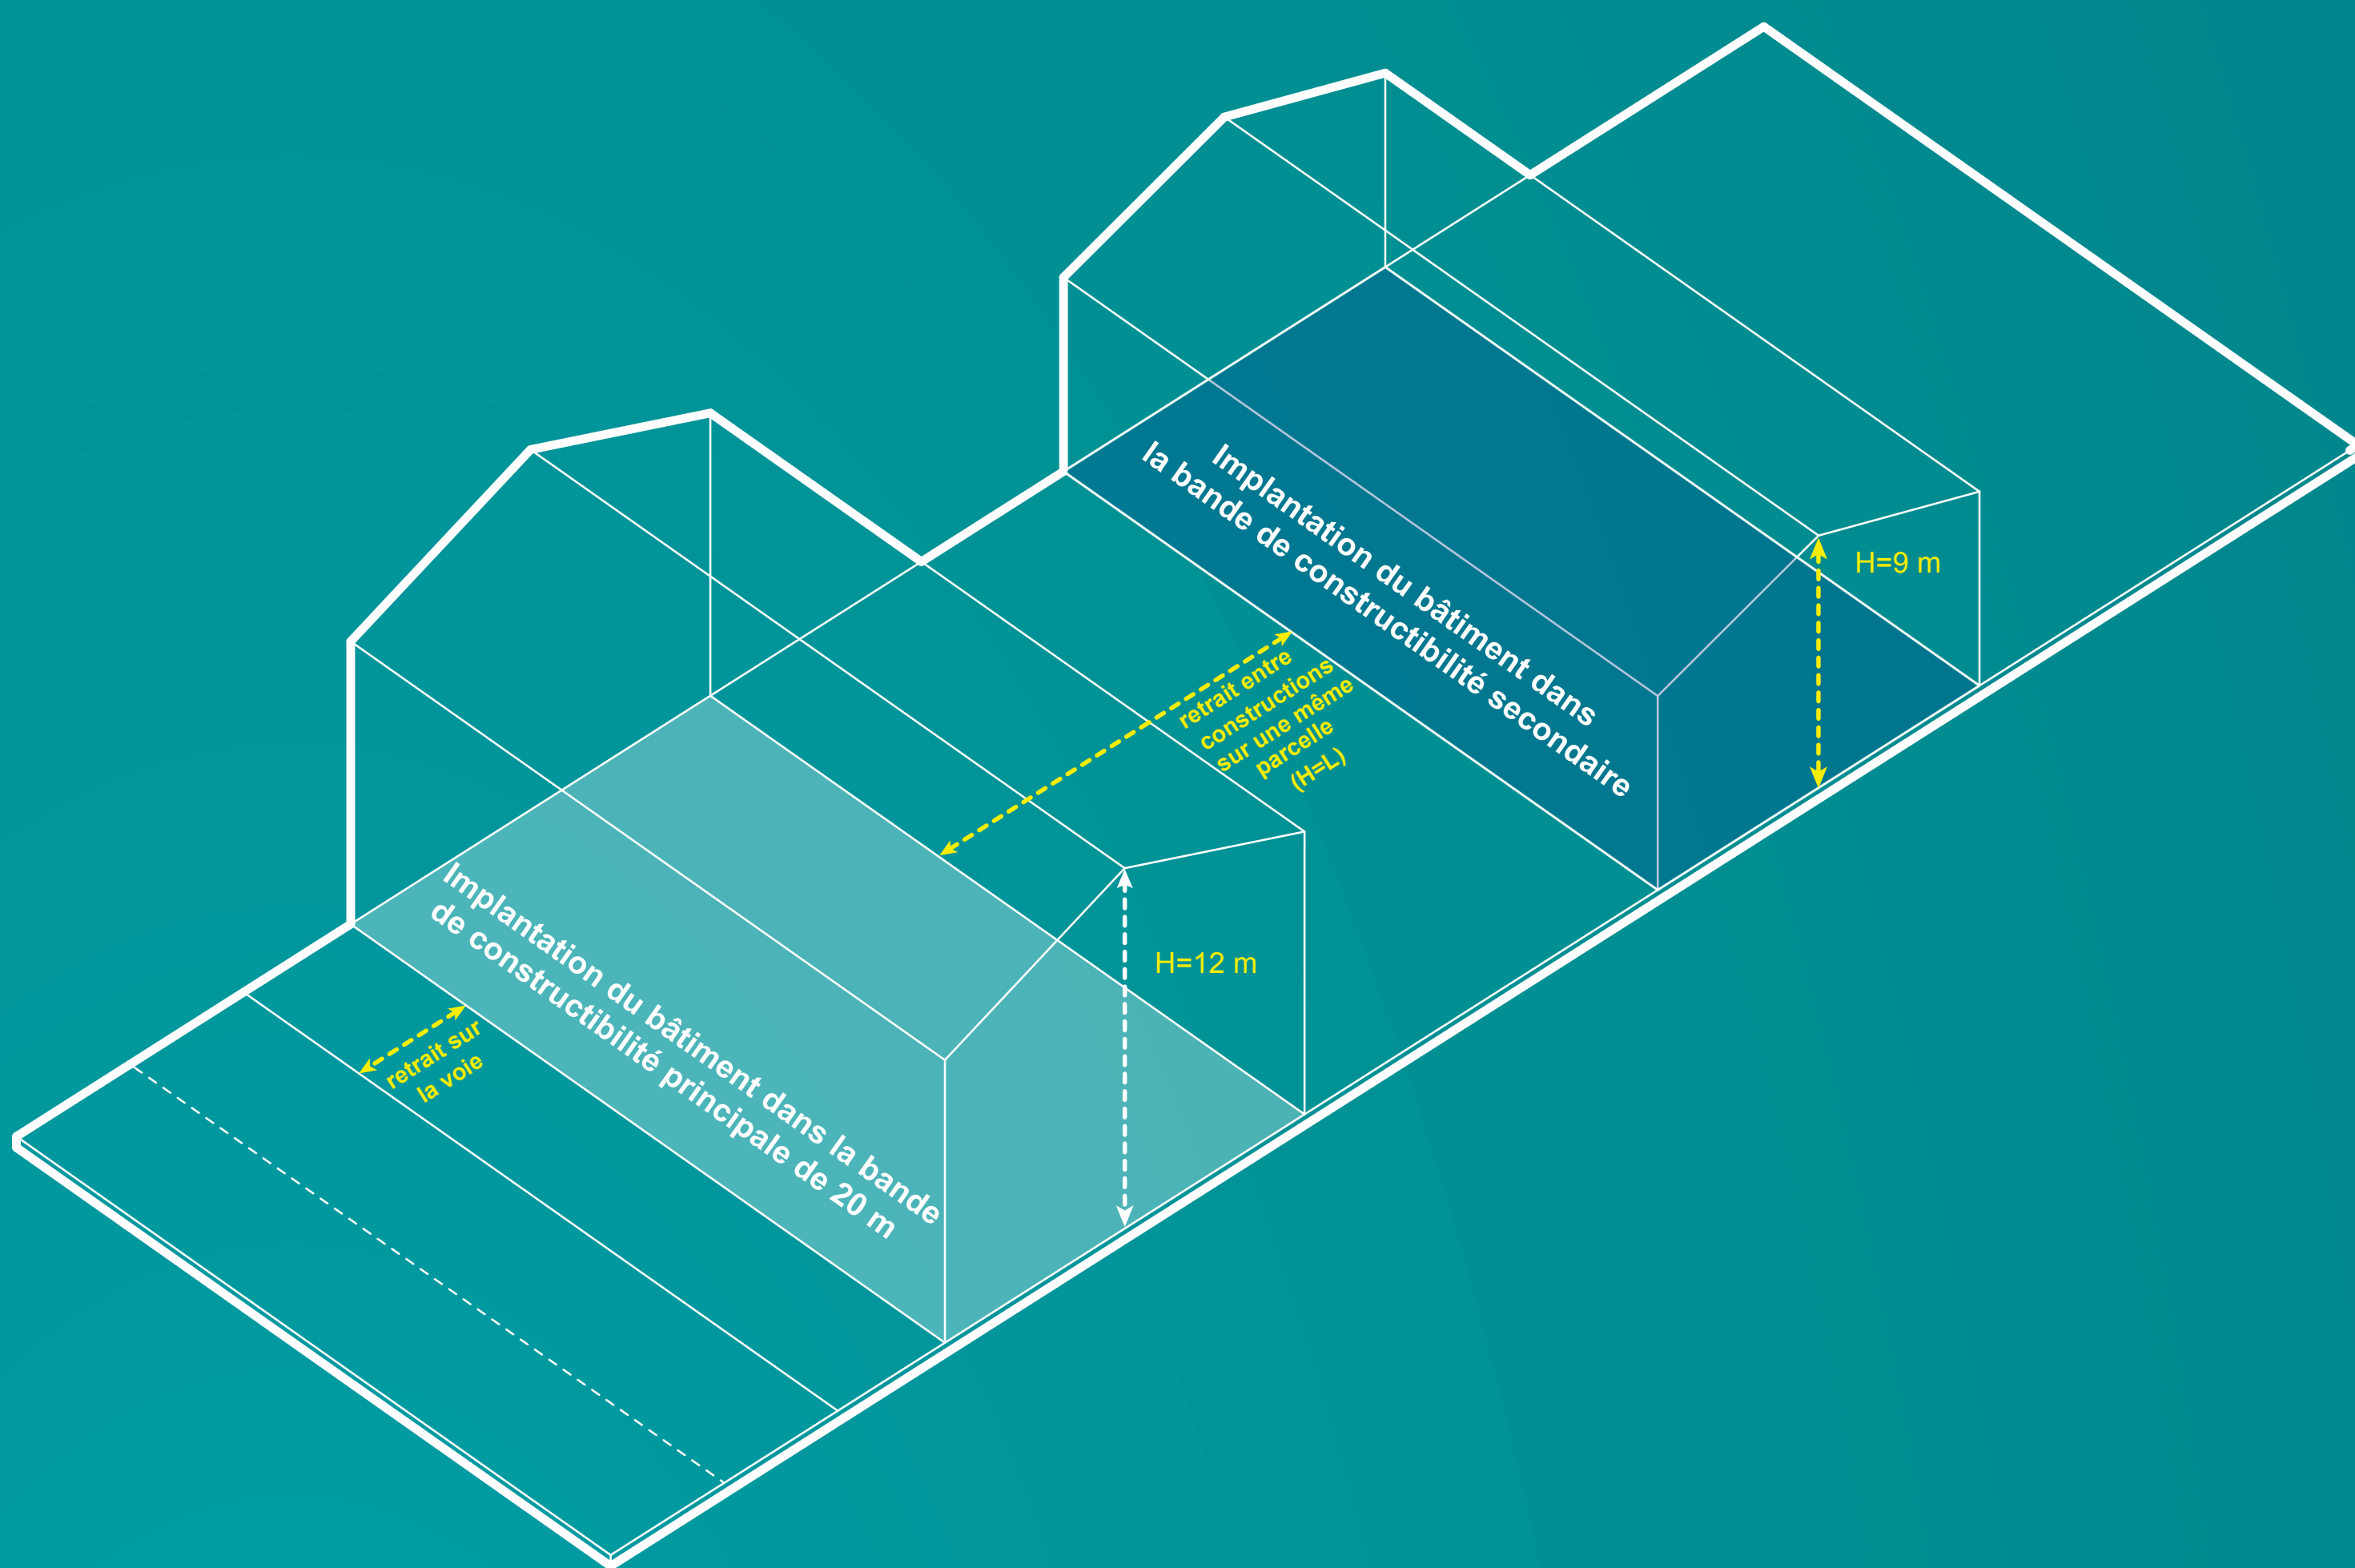 Implantation du bâtiment dans
la bande de constructibilité secondaire
H=9 m
retrait entre
constructions
sur une même
parcelle
(H=L)
H=12 m
Implantation du bâtiment dans la bande
de constructibilité principale de 20 m
retrait sur
la voie